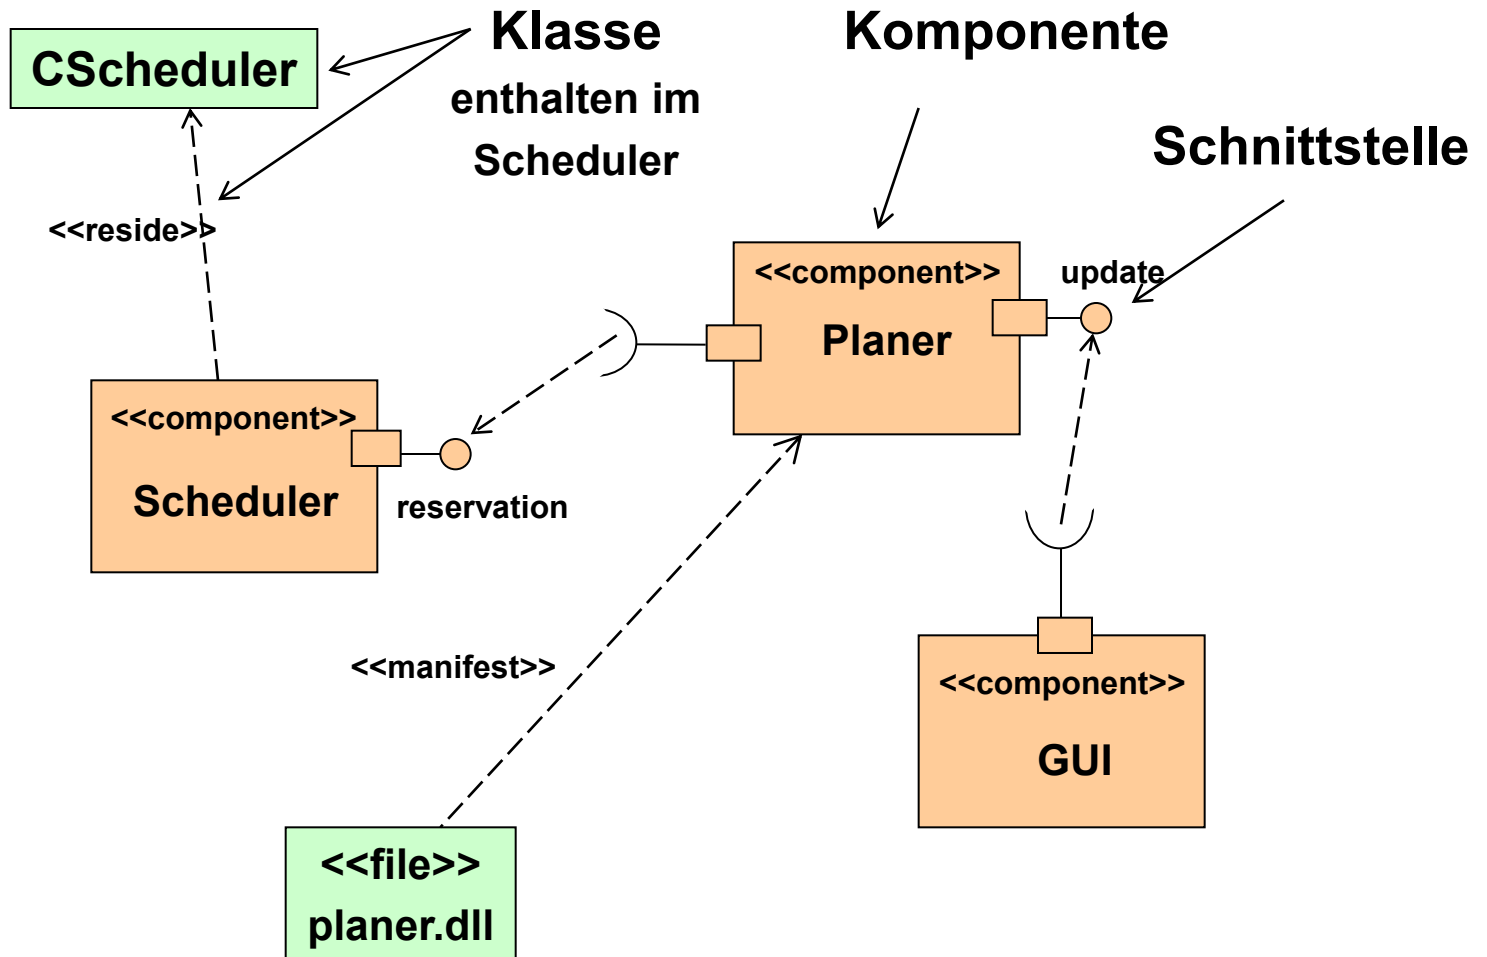 Klasse
enthalten im
Scheduler
Komponente
Schnittstelle
CScheduler
<<reside>>
<<component>>
Planer
update
<<component>>
Scheduler
reservation
<<manifest>>
<<component>>
GUI
<<file>>
planer.dll